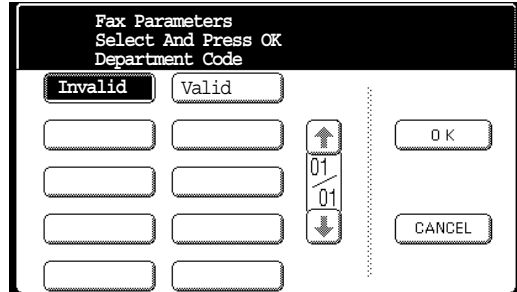 Fax Parameters
Select And Press OK
Department Code
Invalid Valid
OK
01
01
CANCEL